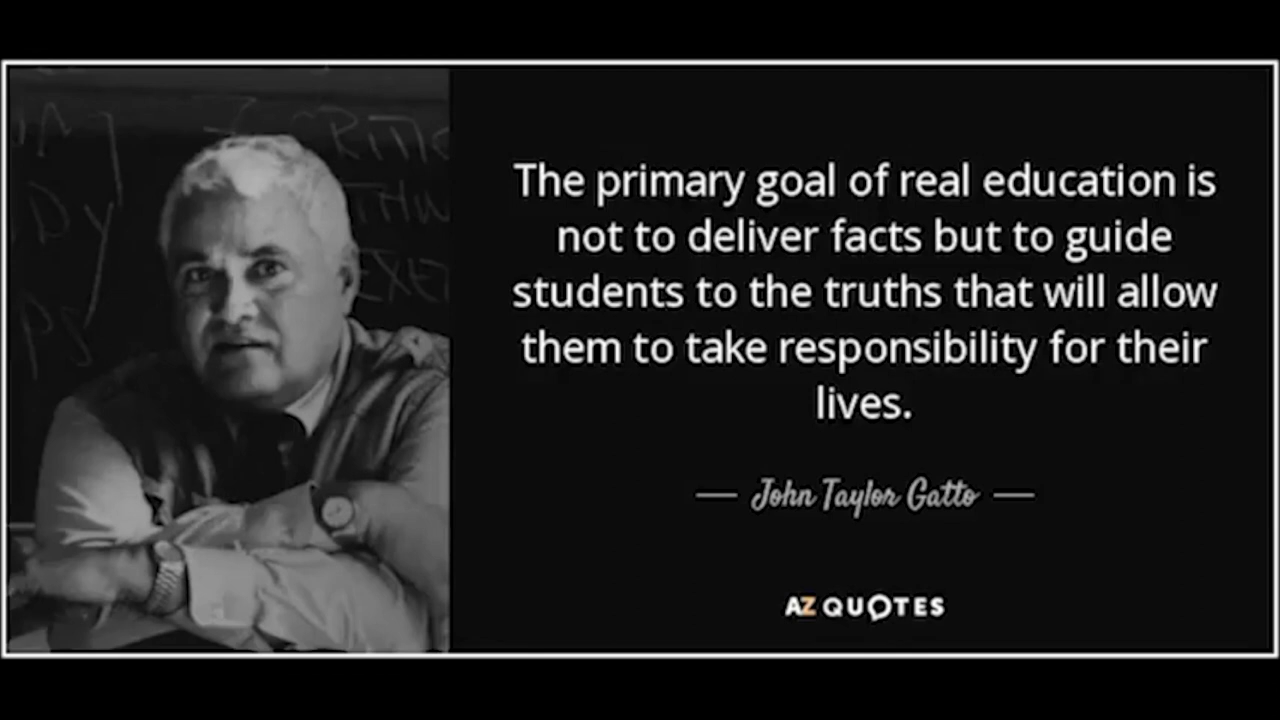 The primary goal of real education is
not to deliver facts but to guide
students to the truths that will allow
them to take responsibility for their
lives.
— John Taylor Gatto —
AZ QUOTES